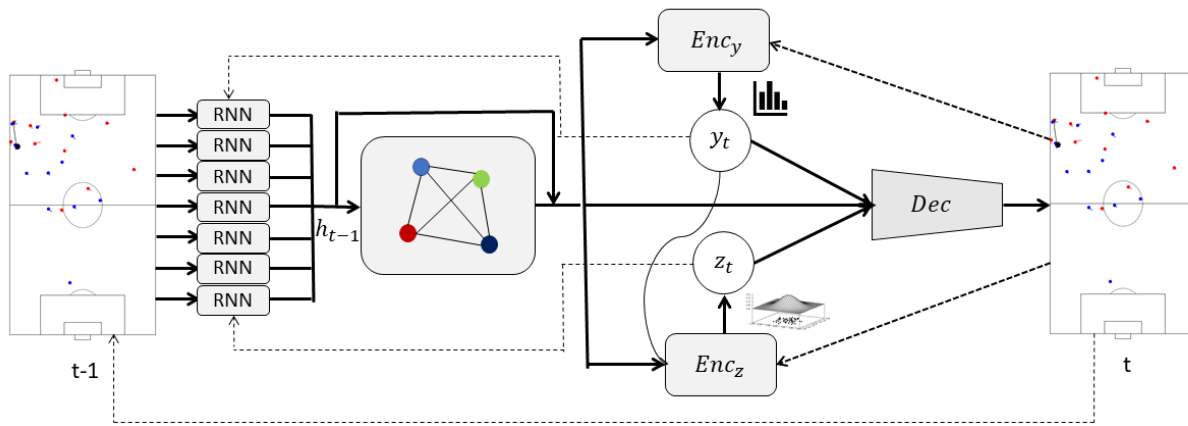 Enc_y
RNN
RNN
RNN
RNN
RNN
RNN
RNN
h_{t-1}
y_t
Dec
z_t
Enc_z
t-1
t